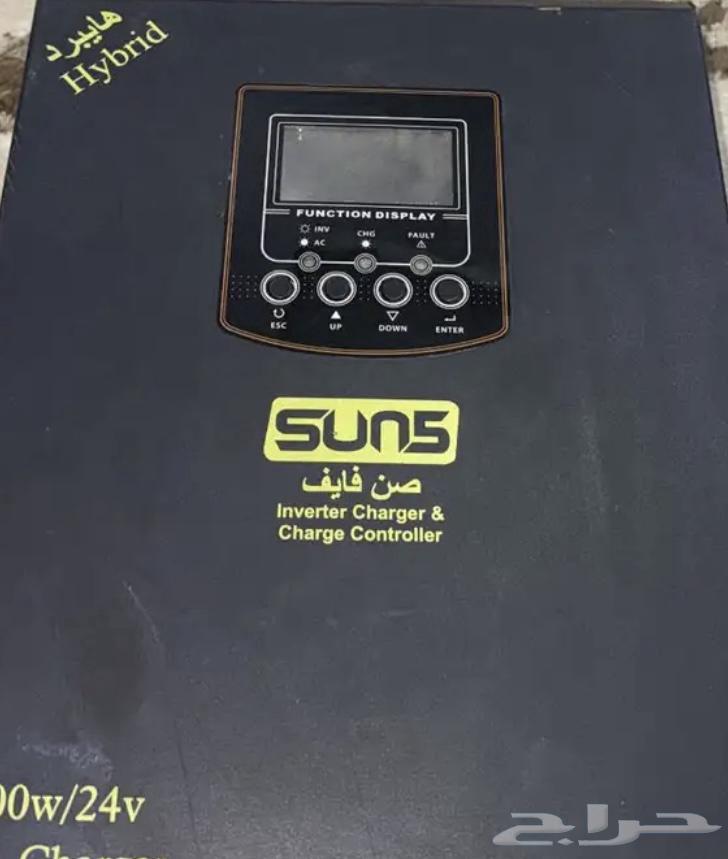 هايبرد
Hybrid
FUNCTION DISPLAY
INV
AC
CHG
FAULT
ESC
UP
DOWN
ENTER
SUN5
صن فايف
Inverter Charger &
Charge Controller
00w/24v
حراج